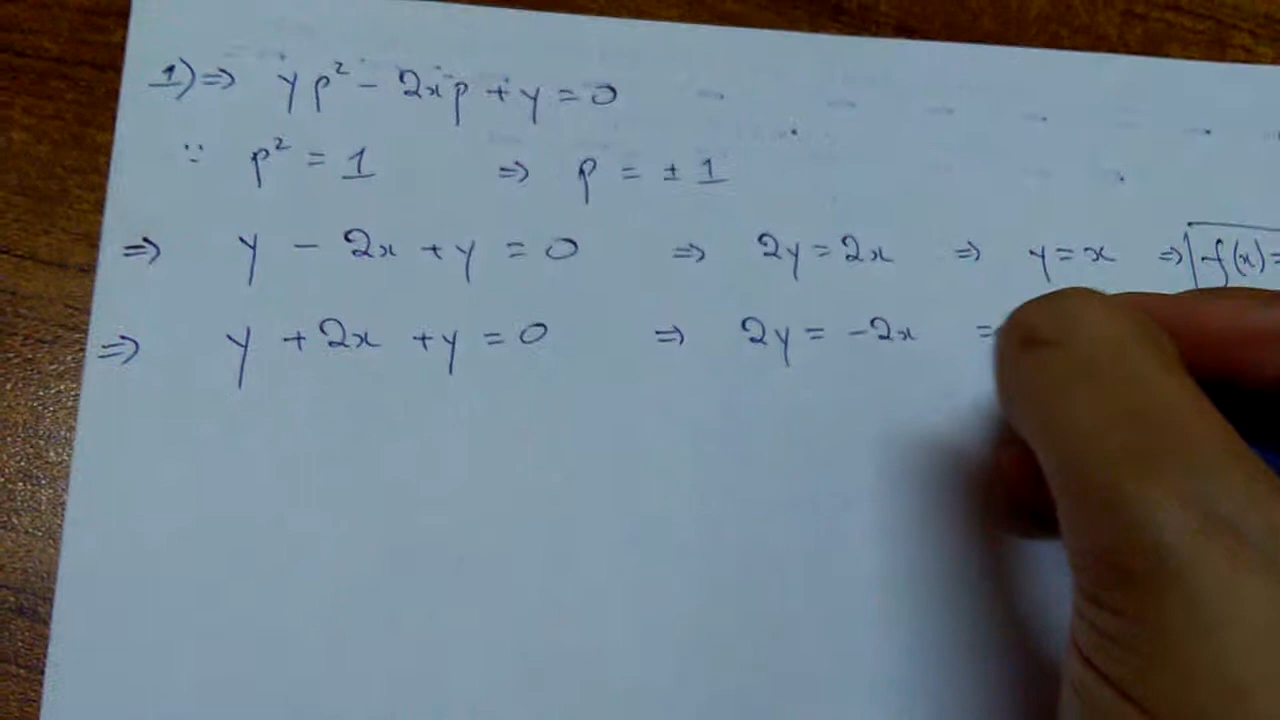 1) ⇒ yp² - 2xp + y = 0
∵ p² = 1 ⇒ p = ± 1
⇒ y - 2x + y = 0 ⇒ 2y = 2x ⇒ y = x ⇒ f(x) =
⇒ y + 2x + y = 0 ⇒ 2y = -2x =